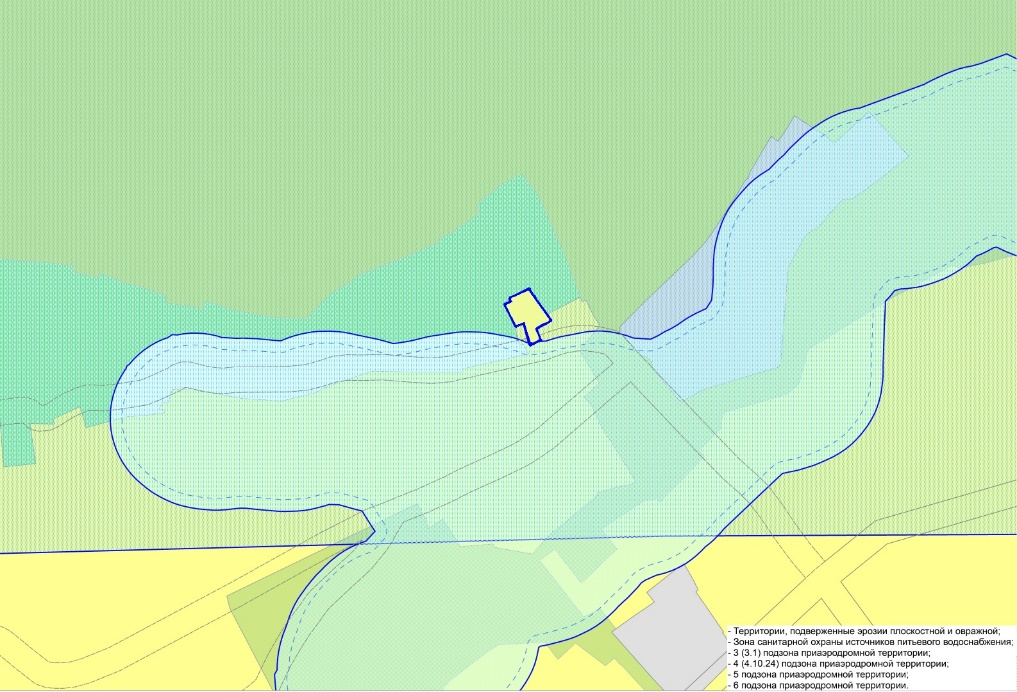 - Территории, подверженные эрозии плоскостной и овражной;
- Зона санитарной охраны источников питьевого водоснабжения;
- 3 (3.1) подзона приаэродромной территории;
- 4 (4.10.24) подзона приаэродромной территории;
- 5 подзона приаэродромной территории;
- 6 подзона приаэродромной территории.